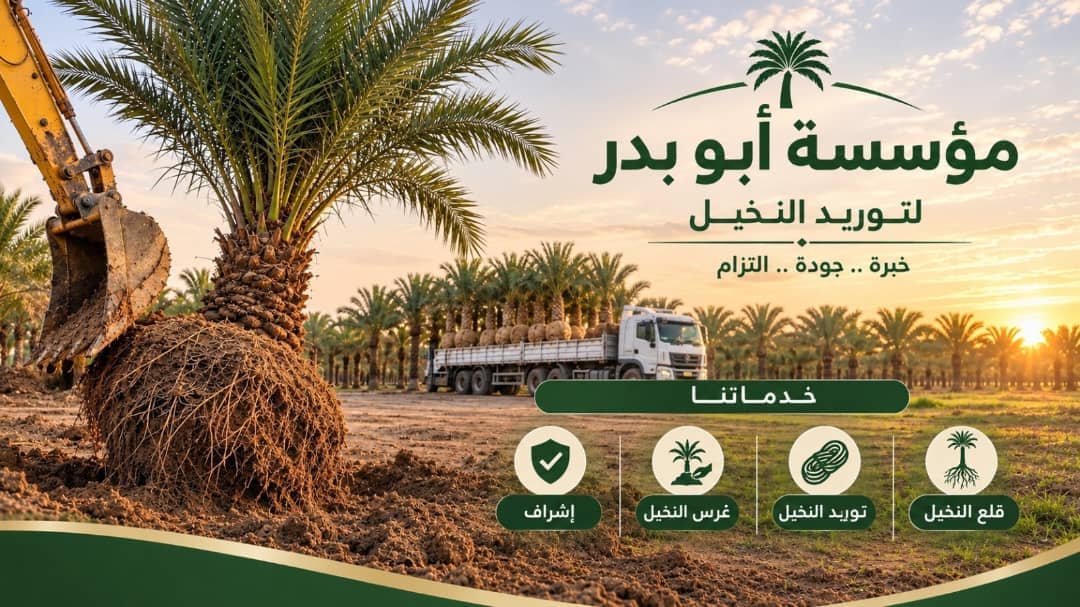 مؤسسة أبو بدر
لتوريد النخيل
خبرة .. جودة .. التزام
خدماتنا
قلع النخيل
توريد النخيل
غرس النخيل
إشراف